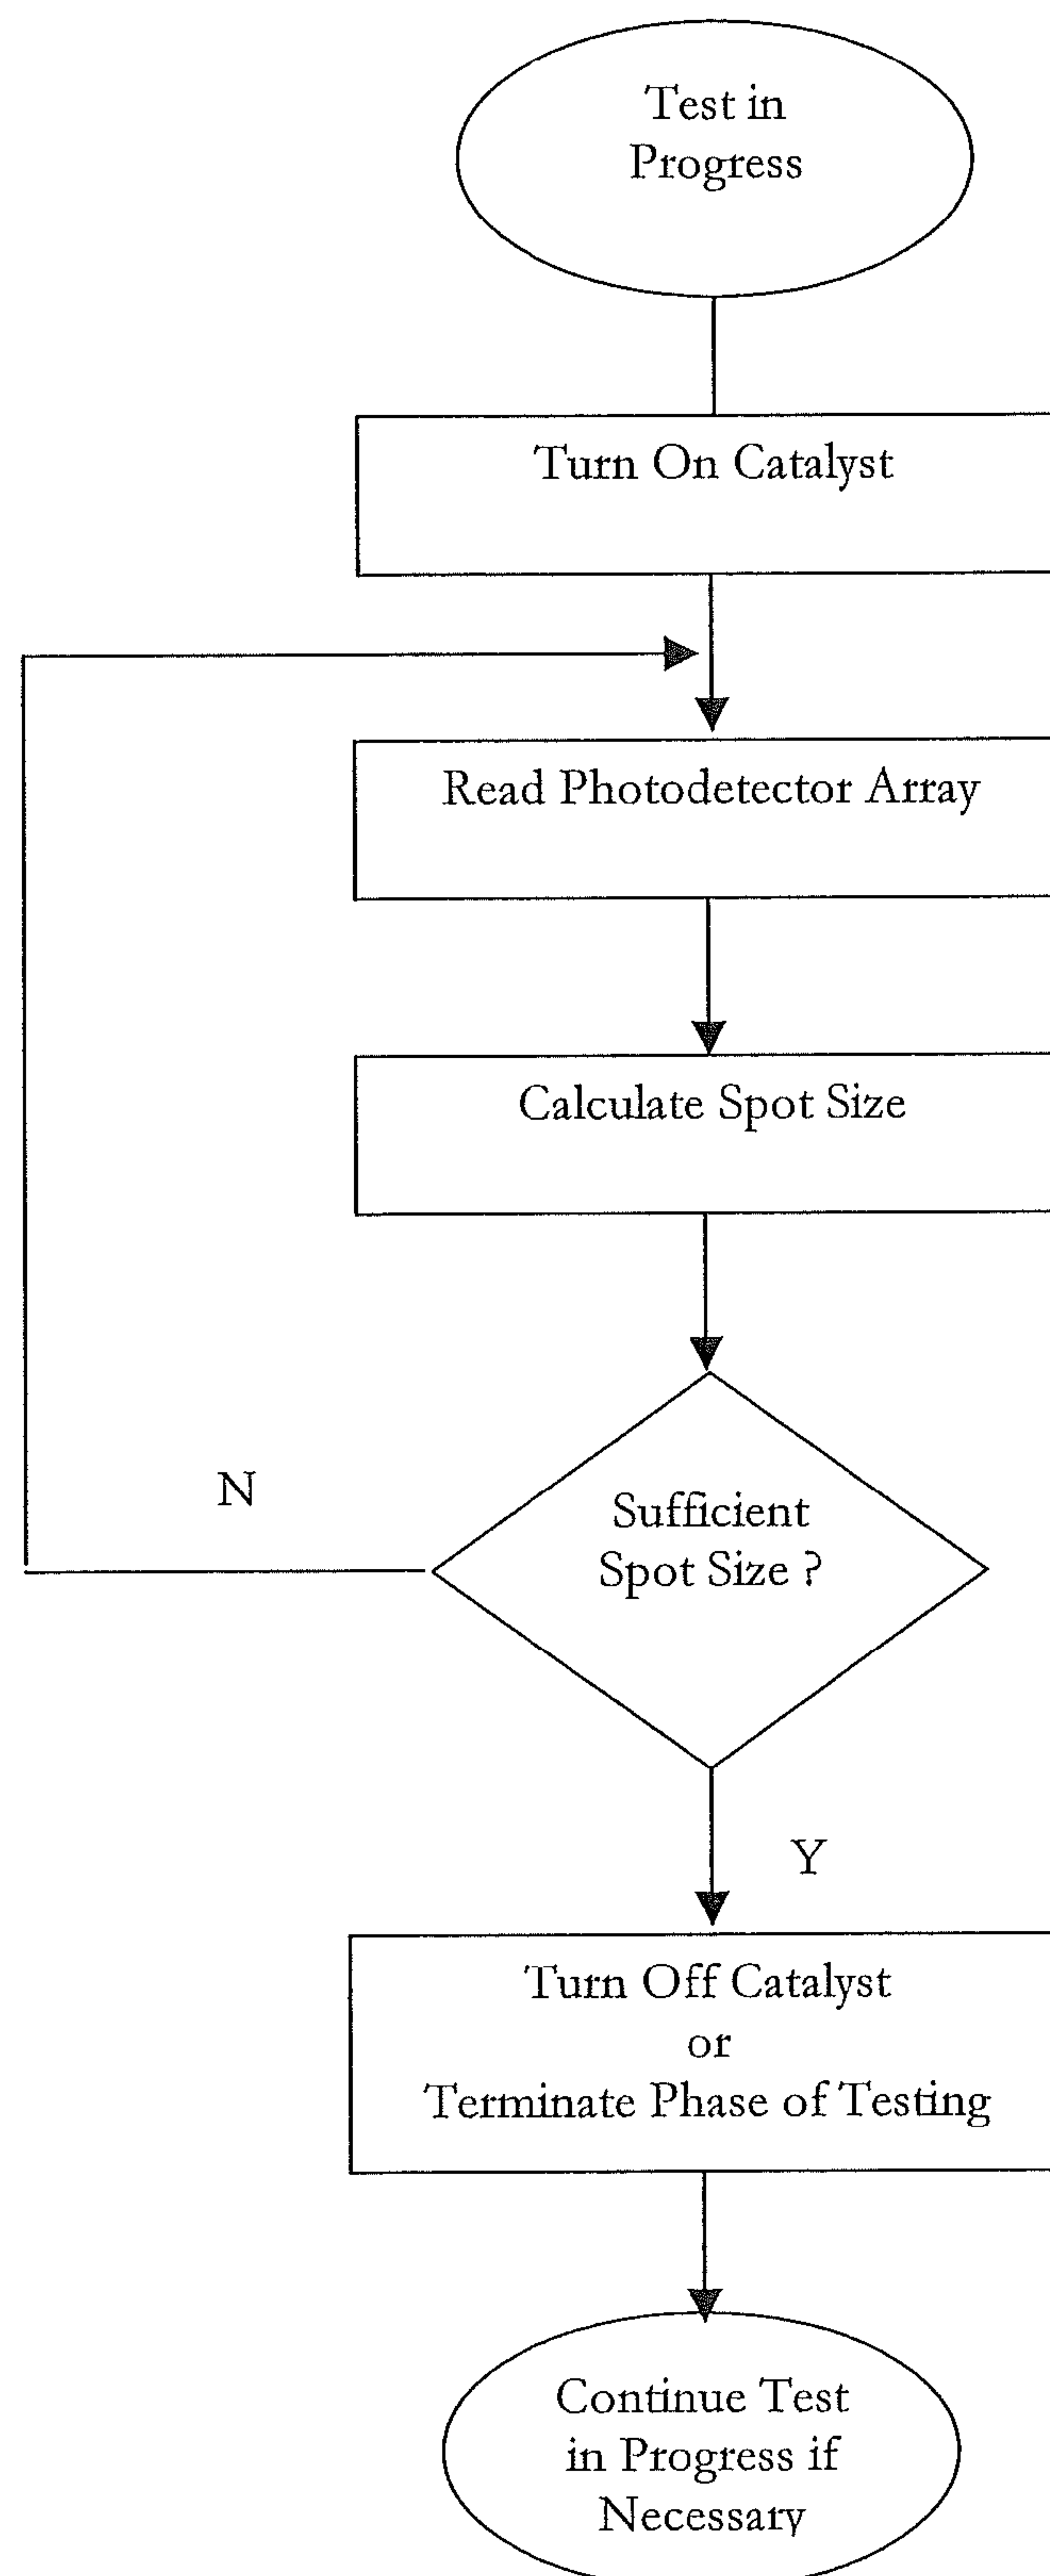 Test in
Progress
Turn On Catalyst
Read Photodetector Array
Calculate Spot Size
N
Sufficient
Spot Size ?
Y
Turn Off Catalyst
or
Terminate Phase of Testing
Continue Test
in Progress if
Necessary